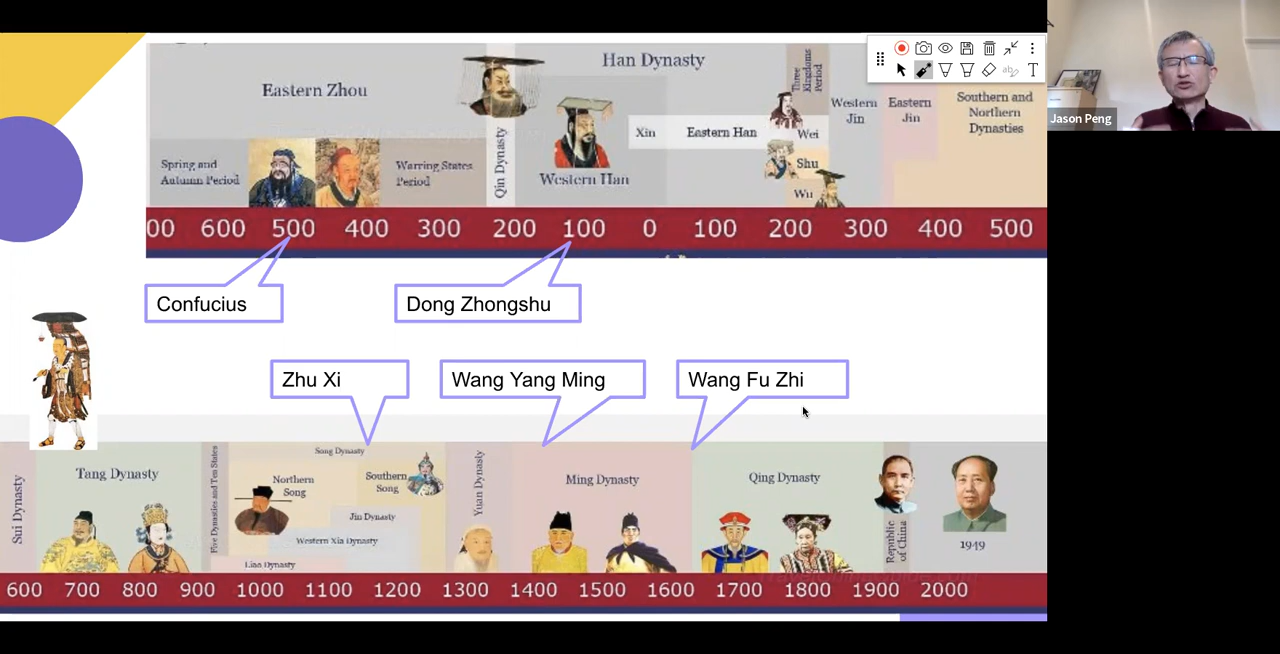 Han Dynasty
Eastern Zhou
Three
Kingdoms
Period
Western
Jin
Eastern
Jin
Southern and
Northern
Dynasties
Spring and
Autumn Period
Warring States
Period
Qin Dynasty
Western Han
Xin
Eastern Han
Wei
Shu
Wu
00 600 500 400 300 200 100 0 100 200 300 400 500
Confucius
Dong Zhongshu
Zhu Xi
Wang Yang Ming
Wang Fu Zhi
Sui Dynasty
Tang Dynasty
Five Dynasties and Ten States
Song Dynasty
Northern
Song
Southern
Song
Jin Dynasty
Western Xia Dynasty
Liao Dynasty
Yuan Dynasty
Ming Dynasty
Qing Dynasty
Republic
of China
1949
600 700 800 900 1000 1100 1200 1300 1400 1500 1600 1700 1800 1900 2000
ab
T
Jason Peng